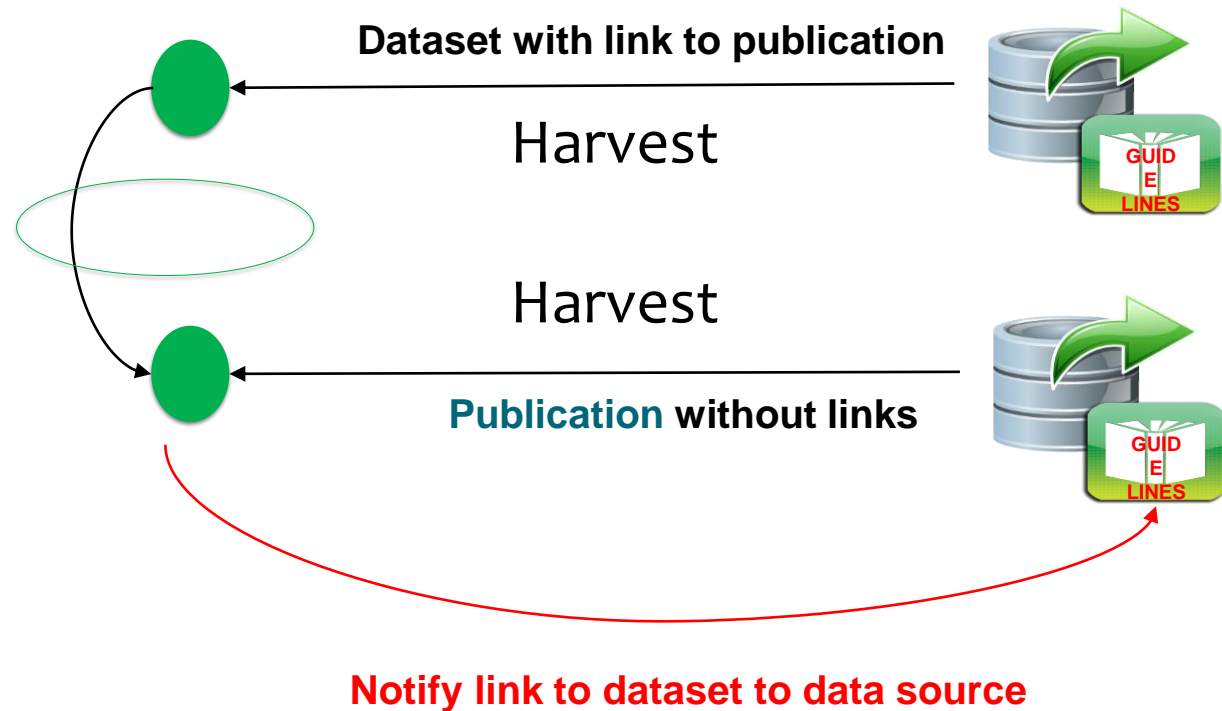 Dataset with link to publication
Harvest
GUID
E
LINES
Harvest
Publication without links
GUID
E
LINES
Notify link to dataset to data source